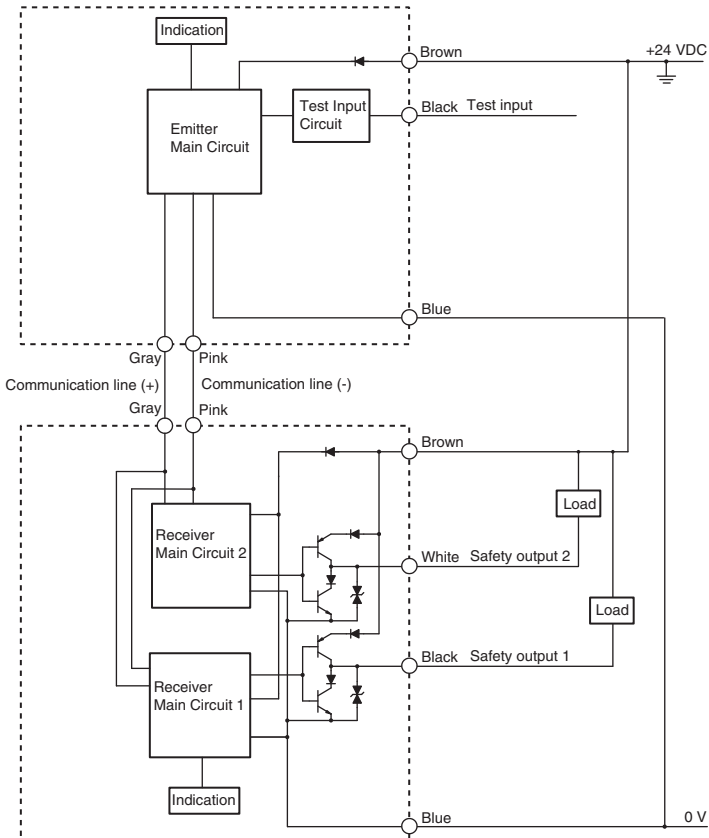 Indication
Brown
+24 VDC
Emitter
Main Circuit
Test Input
Circuit
Black Test input
Blue
Gray
Pink
Communication line (+)
Communication line (-)
Gray
Pink
Brown
Load
Receiver
Main Circuit 2
White Safety output 2
Load
Receiver
Main Circuit 1
Black Safety output 1
Indication
Blue
0 V